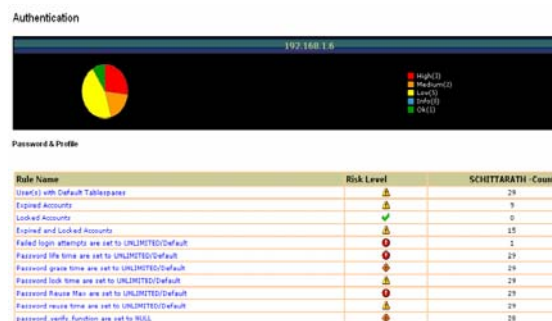 Authentication
192.168.1.6
High(3)
Medium(2)
Low(5)
Info(0)
Ok(1)
Password & Profile
Rule Name Risk Level SCHITTARATH -Coun
User(s) with Default Tablespaces 29
Expired Accounts 9
Locked Accounts 0
Expired and Locked Accounts 15
Failed login attempts are set to UNLIMITED/Default 1
Password life time are set to UNLIMITED/Default 29
Password grace time are set to UNLIMITED/Default 29
Password lock time are set to UNLIMITED/Default 29
Password Reuse Max are set to UNLIMITED/Default 29
Password reuse time are set to UNLIMITED/Default 29
password_verify_function are set to NULL 28